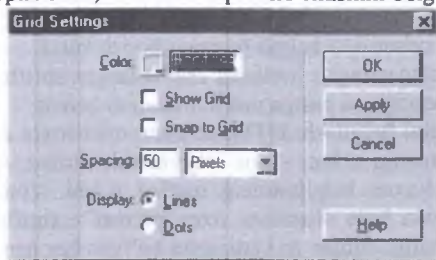 Grid Settings
Color:
OK
Show Grid
Apply
Snap to Grid
Cancel
Spacing: 50 Pixels
Display: Lines
Dots
Help